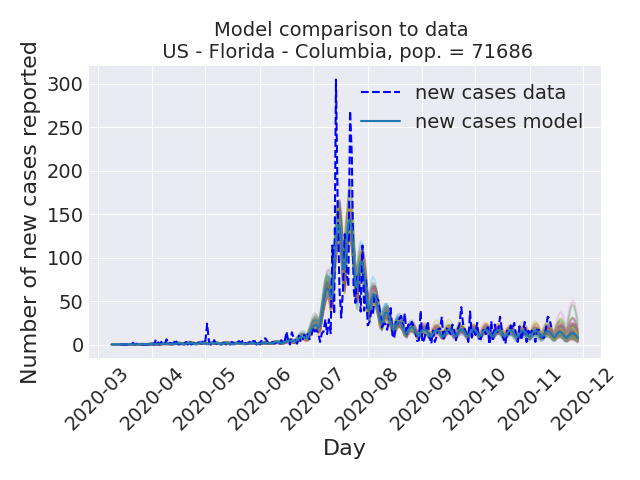 Model comparison to data
US - Florida - Columbia, pop. = 71686
Number of new cases reported
300
250
200
150
100
50
0
new cases data
new cases model
2020-03
2020-04
2020-05
2020-06
2020-07
2020-08
2020-09
2020-10
2020-11
2020-12
Day